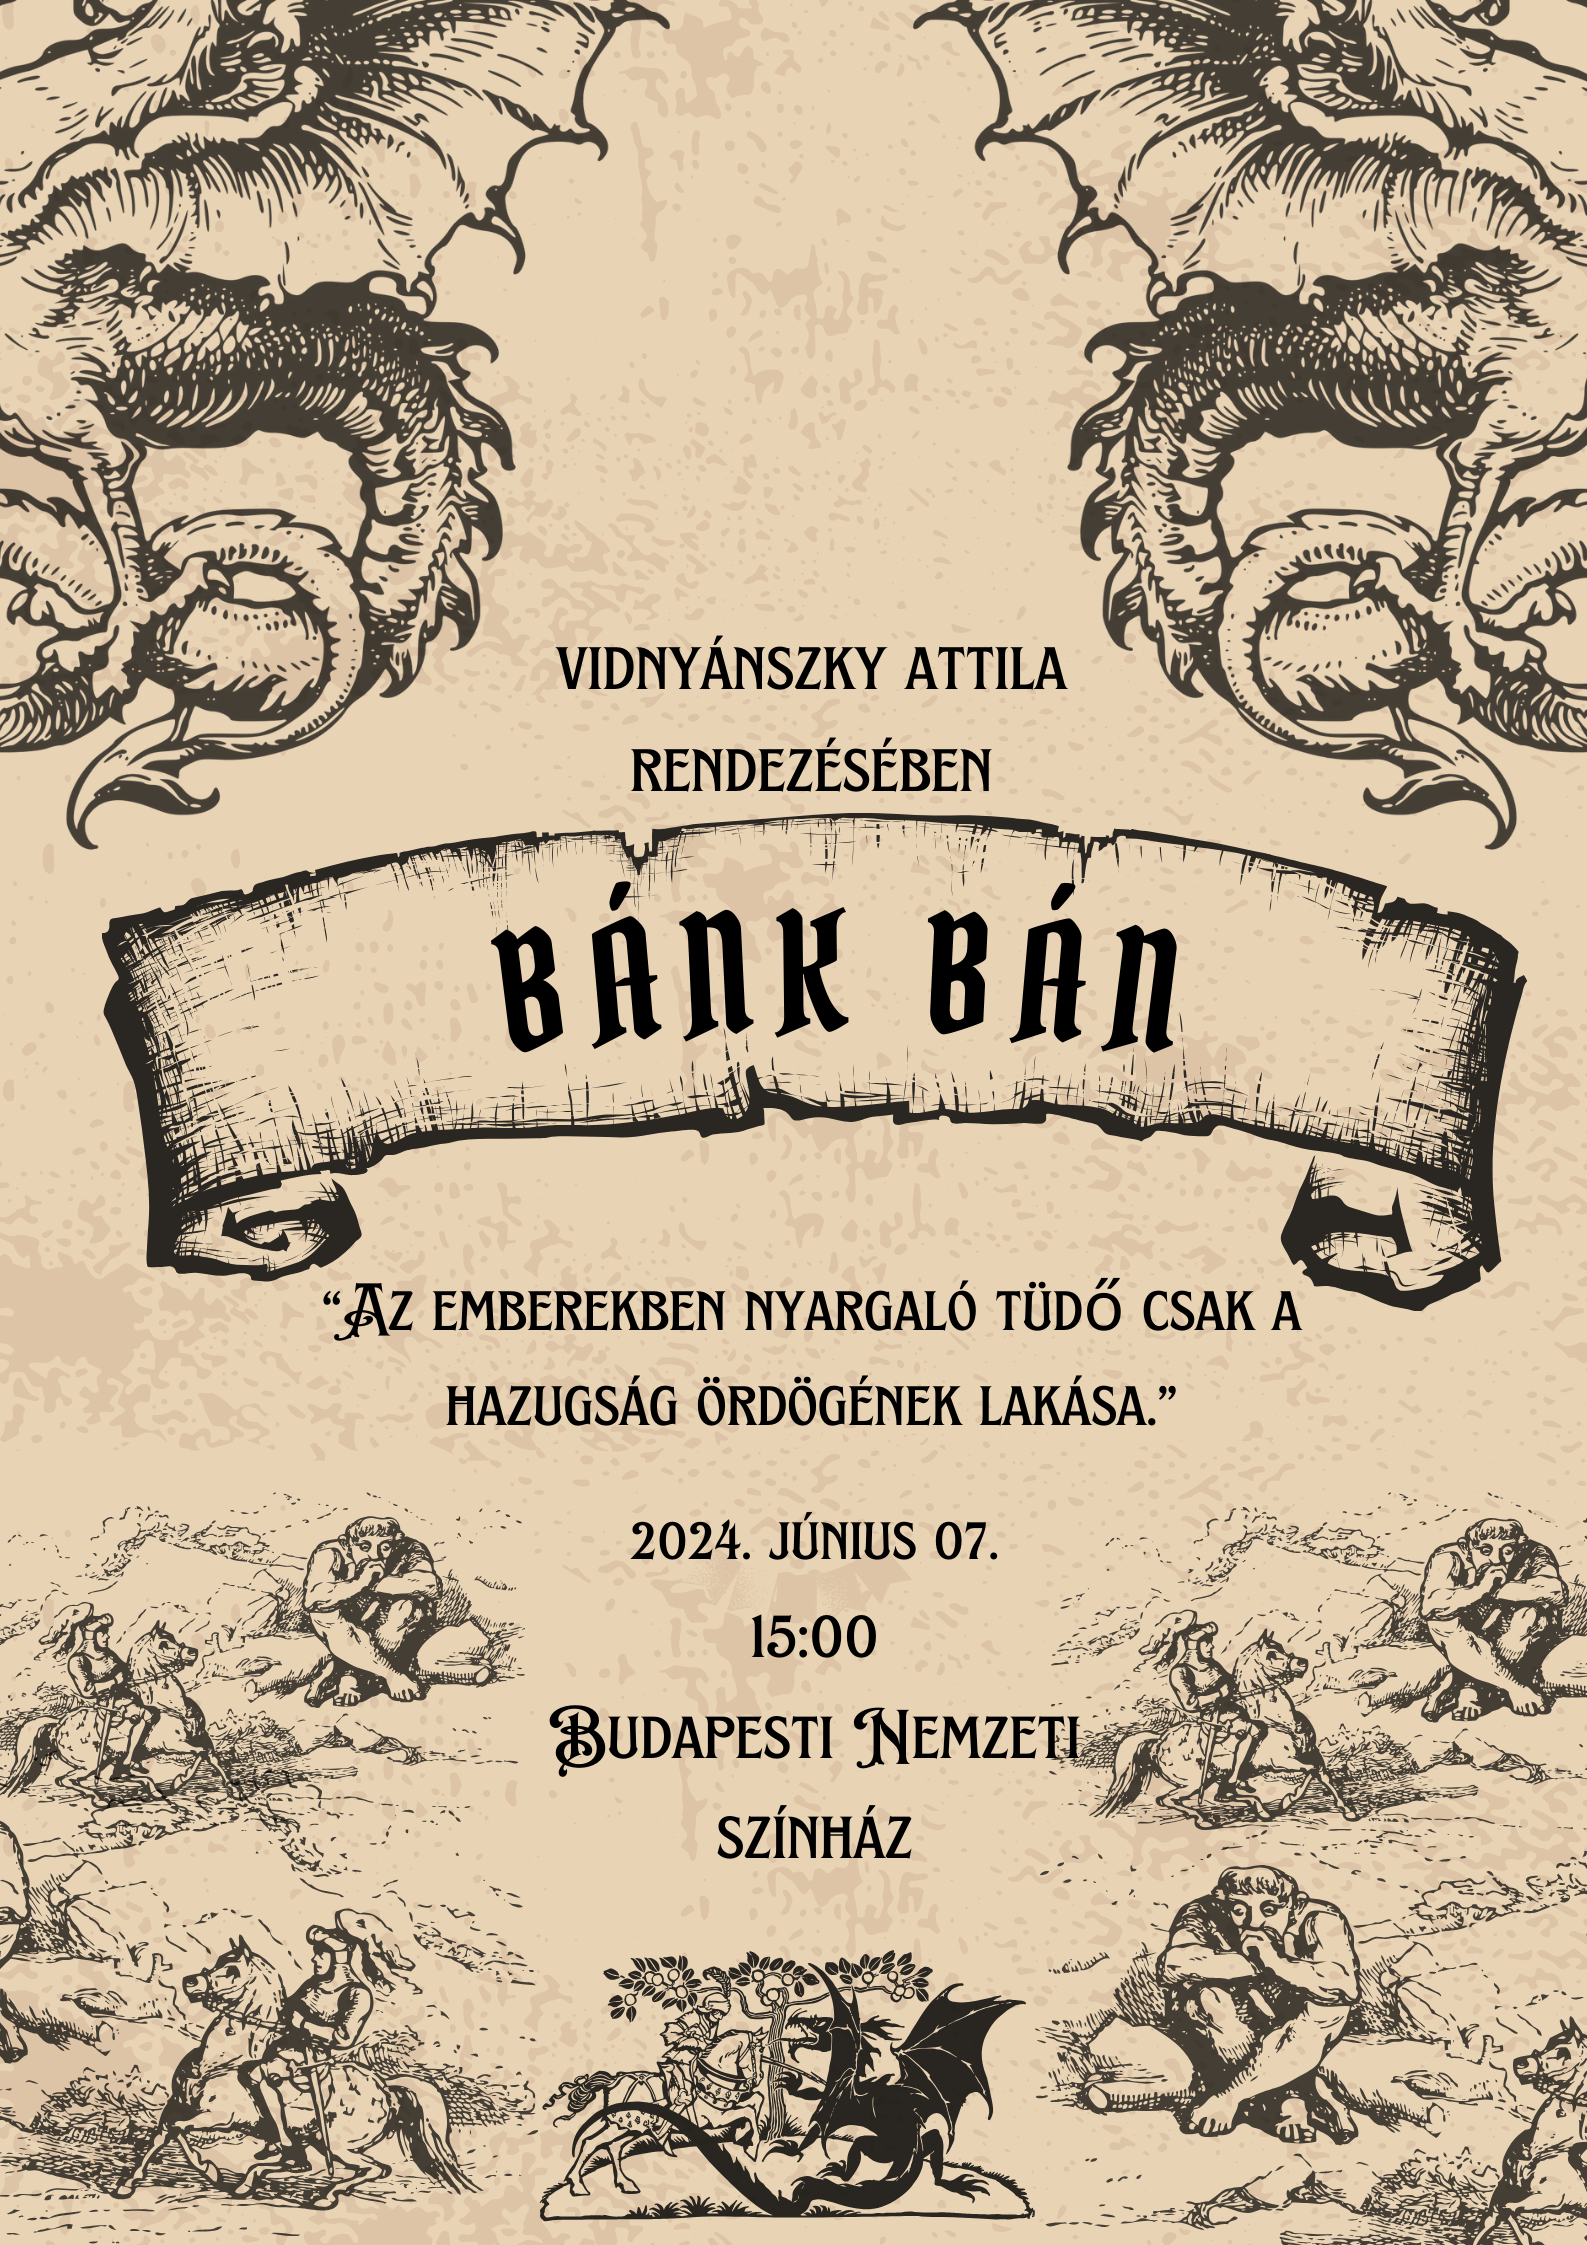 VIDNYÁNSZKY ATTILA
RENDEZÉSÉBEN
BÁNK BÁN
“AZ EMBEREKBEN NYARGALÓ TÜDŐ CSAK A
HAZUGSÁG ÖRDÖGÉNEK LAKÁSA.”
2024. JÚNIUS 07.
15:00
BUDAPESTI NEMZETI
SZÍNHÁZ